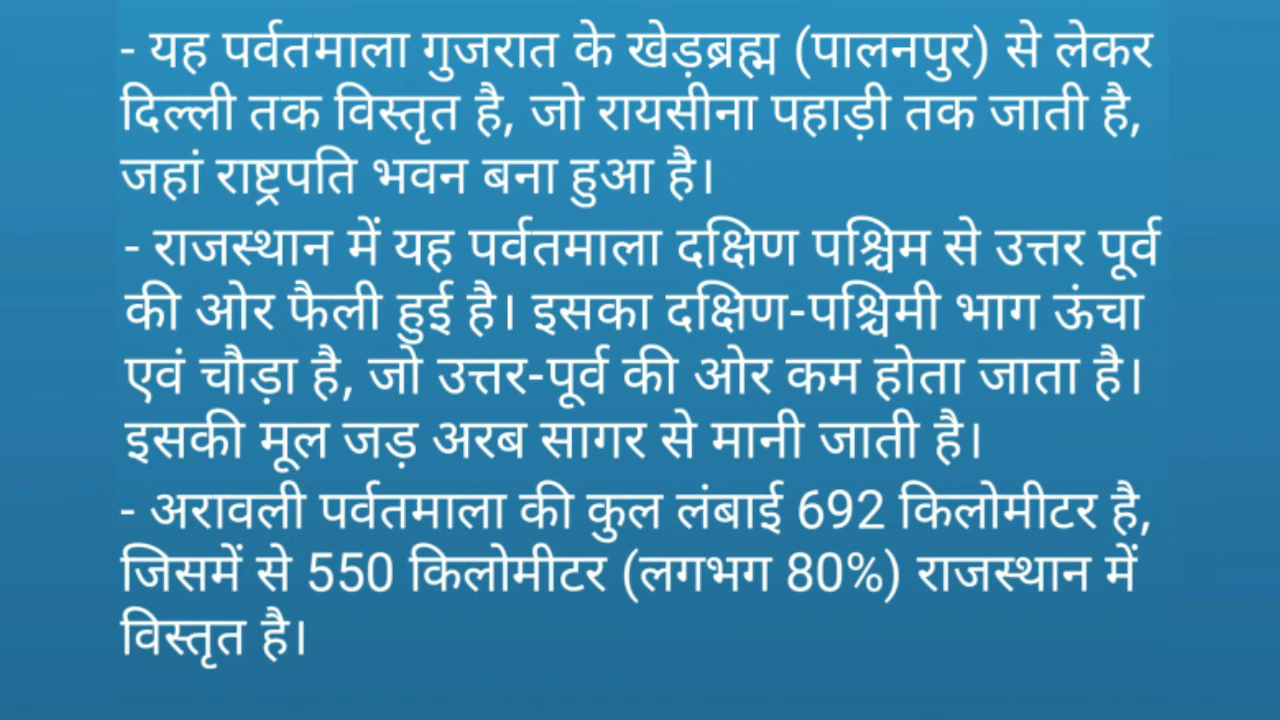 - यह पर्वतमाला गुजरात के खेड़ब्रह्म (पालनपुर) से लेकर
दिल्ली तक विस्तृत है, जो रायसीना पहाड़ी तक जाती है,
जहां राष्ट्रपति भवन बना हुआ है।
- राजस्थान में यह पर्वतमाला दक्षिण पश्चिम से उत्तर पूर्व
की ओर फैली हुई है। इसका दक्षिण-पश्चिमी भाग ऊंचा
एवं चौड़ा है, जो उत्तर-पूर्व की ओर कम होता जाता है।
इसकी मूल जड़ अरब सागर से मानी जाती है।
- अरावली पर्वतमाला की कुल लंबाई 692 किलोमीटर है,
जिसमें से 550 किलोमीटर (लगभग 80%) राजस्थान में
विस्तृत है।